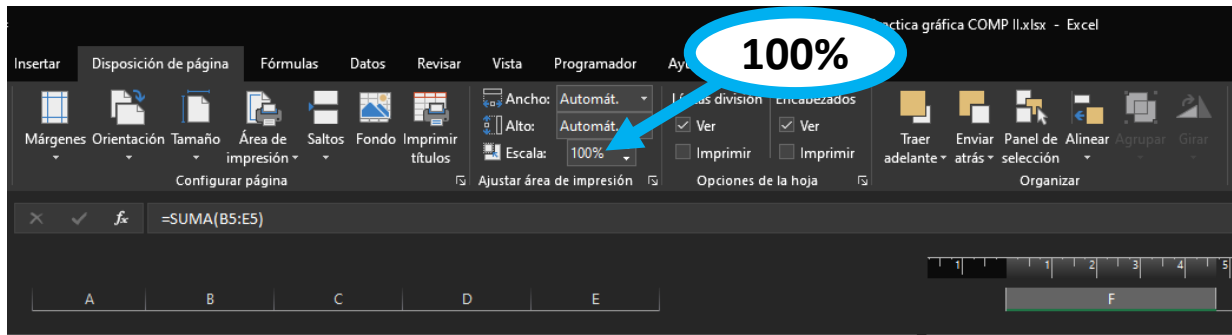 áctica gráfica COMP II.xlsx - Excel
100%
Insertar Disposición de página Fórmulas Datos Revisar Vista Programador
Ancho: Automát. división Encabezados
Alto: Automát. Ver Ver
Escala: 100% Imprimir Imprimir
Márgenes Orientación Tamaño Área de impresión Saltos Fondo Imprimir títulos
Traer adelante Enviar atrás Panel de selección Alinear Agrupar Girar
Configurar página Ajustar área de impresión Opciones de la hoja Organizar
fx =SUMA(B5:E5)
1 1 2 3 4 5
A B C D E F